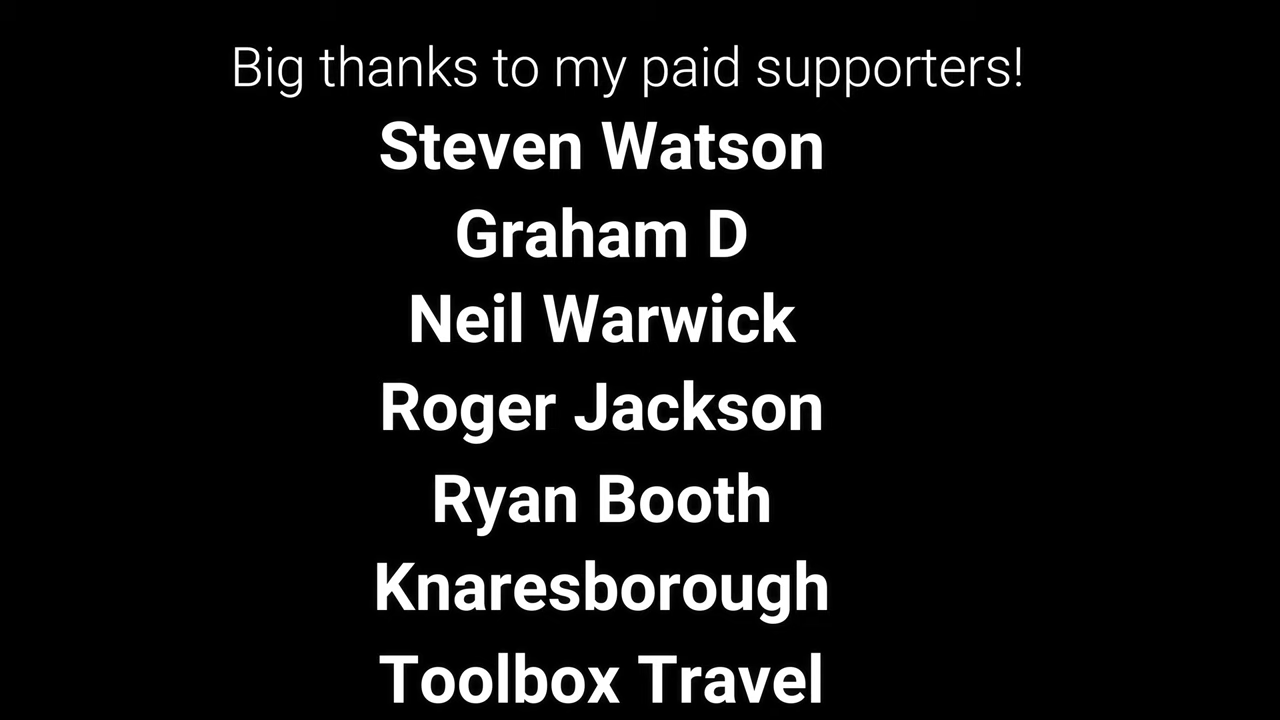 Big thanks to my paid supporters!
Steven Watson
Graham D
Neil Warwick
Roger Jackson
Ryan Booth
Knaresborough
Toolbox Travel